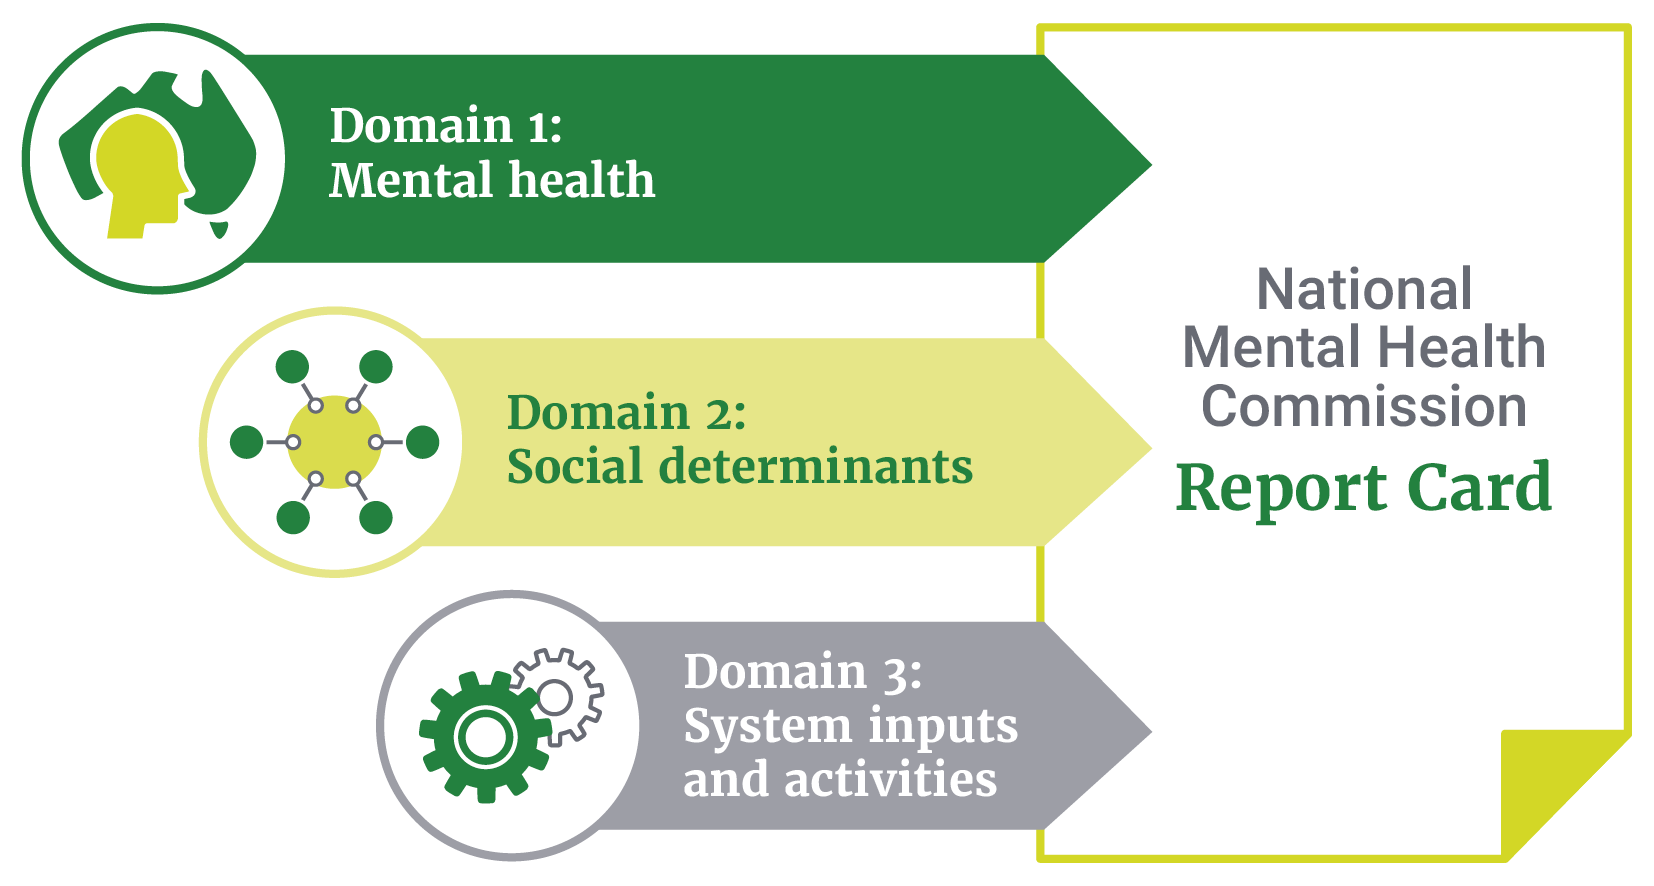 Domain 1:
Mental health
Domain 2:
Social determinants
Domain 3:
System inputs
and activities
National
Mental Health
Commission
Report Card